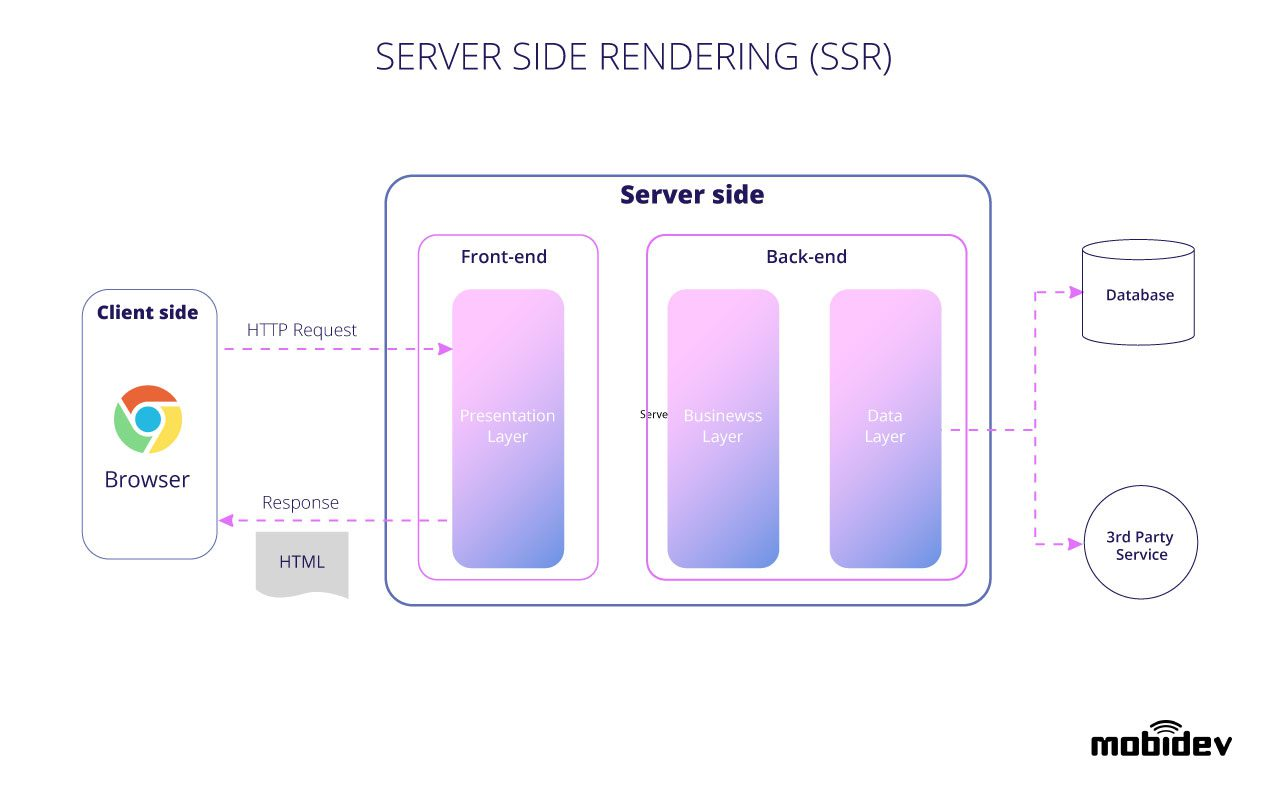 SERVER SIDE RENDERING (SSR)
Server side
Front-end
Back-end
Client side
HTTP Request
Database
Presentation
Layer
Serve
Businewss
Layer
Data
Layer
Browser
Response
HTML
3rd Party
Service
mobidev